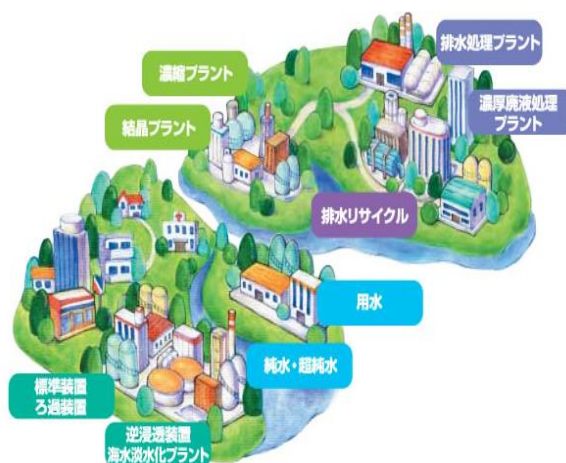 排水処理プラント
濃縮プラント
濃厚廃液処理
プラント
結晶プラント
排水リサイクル
用水
純水・超純水
標準装置
ろ過装置
逆浸透装置
海水淡水化プラント